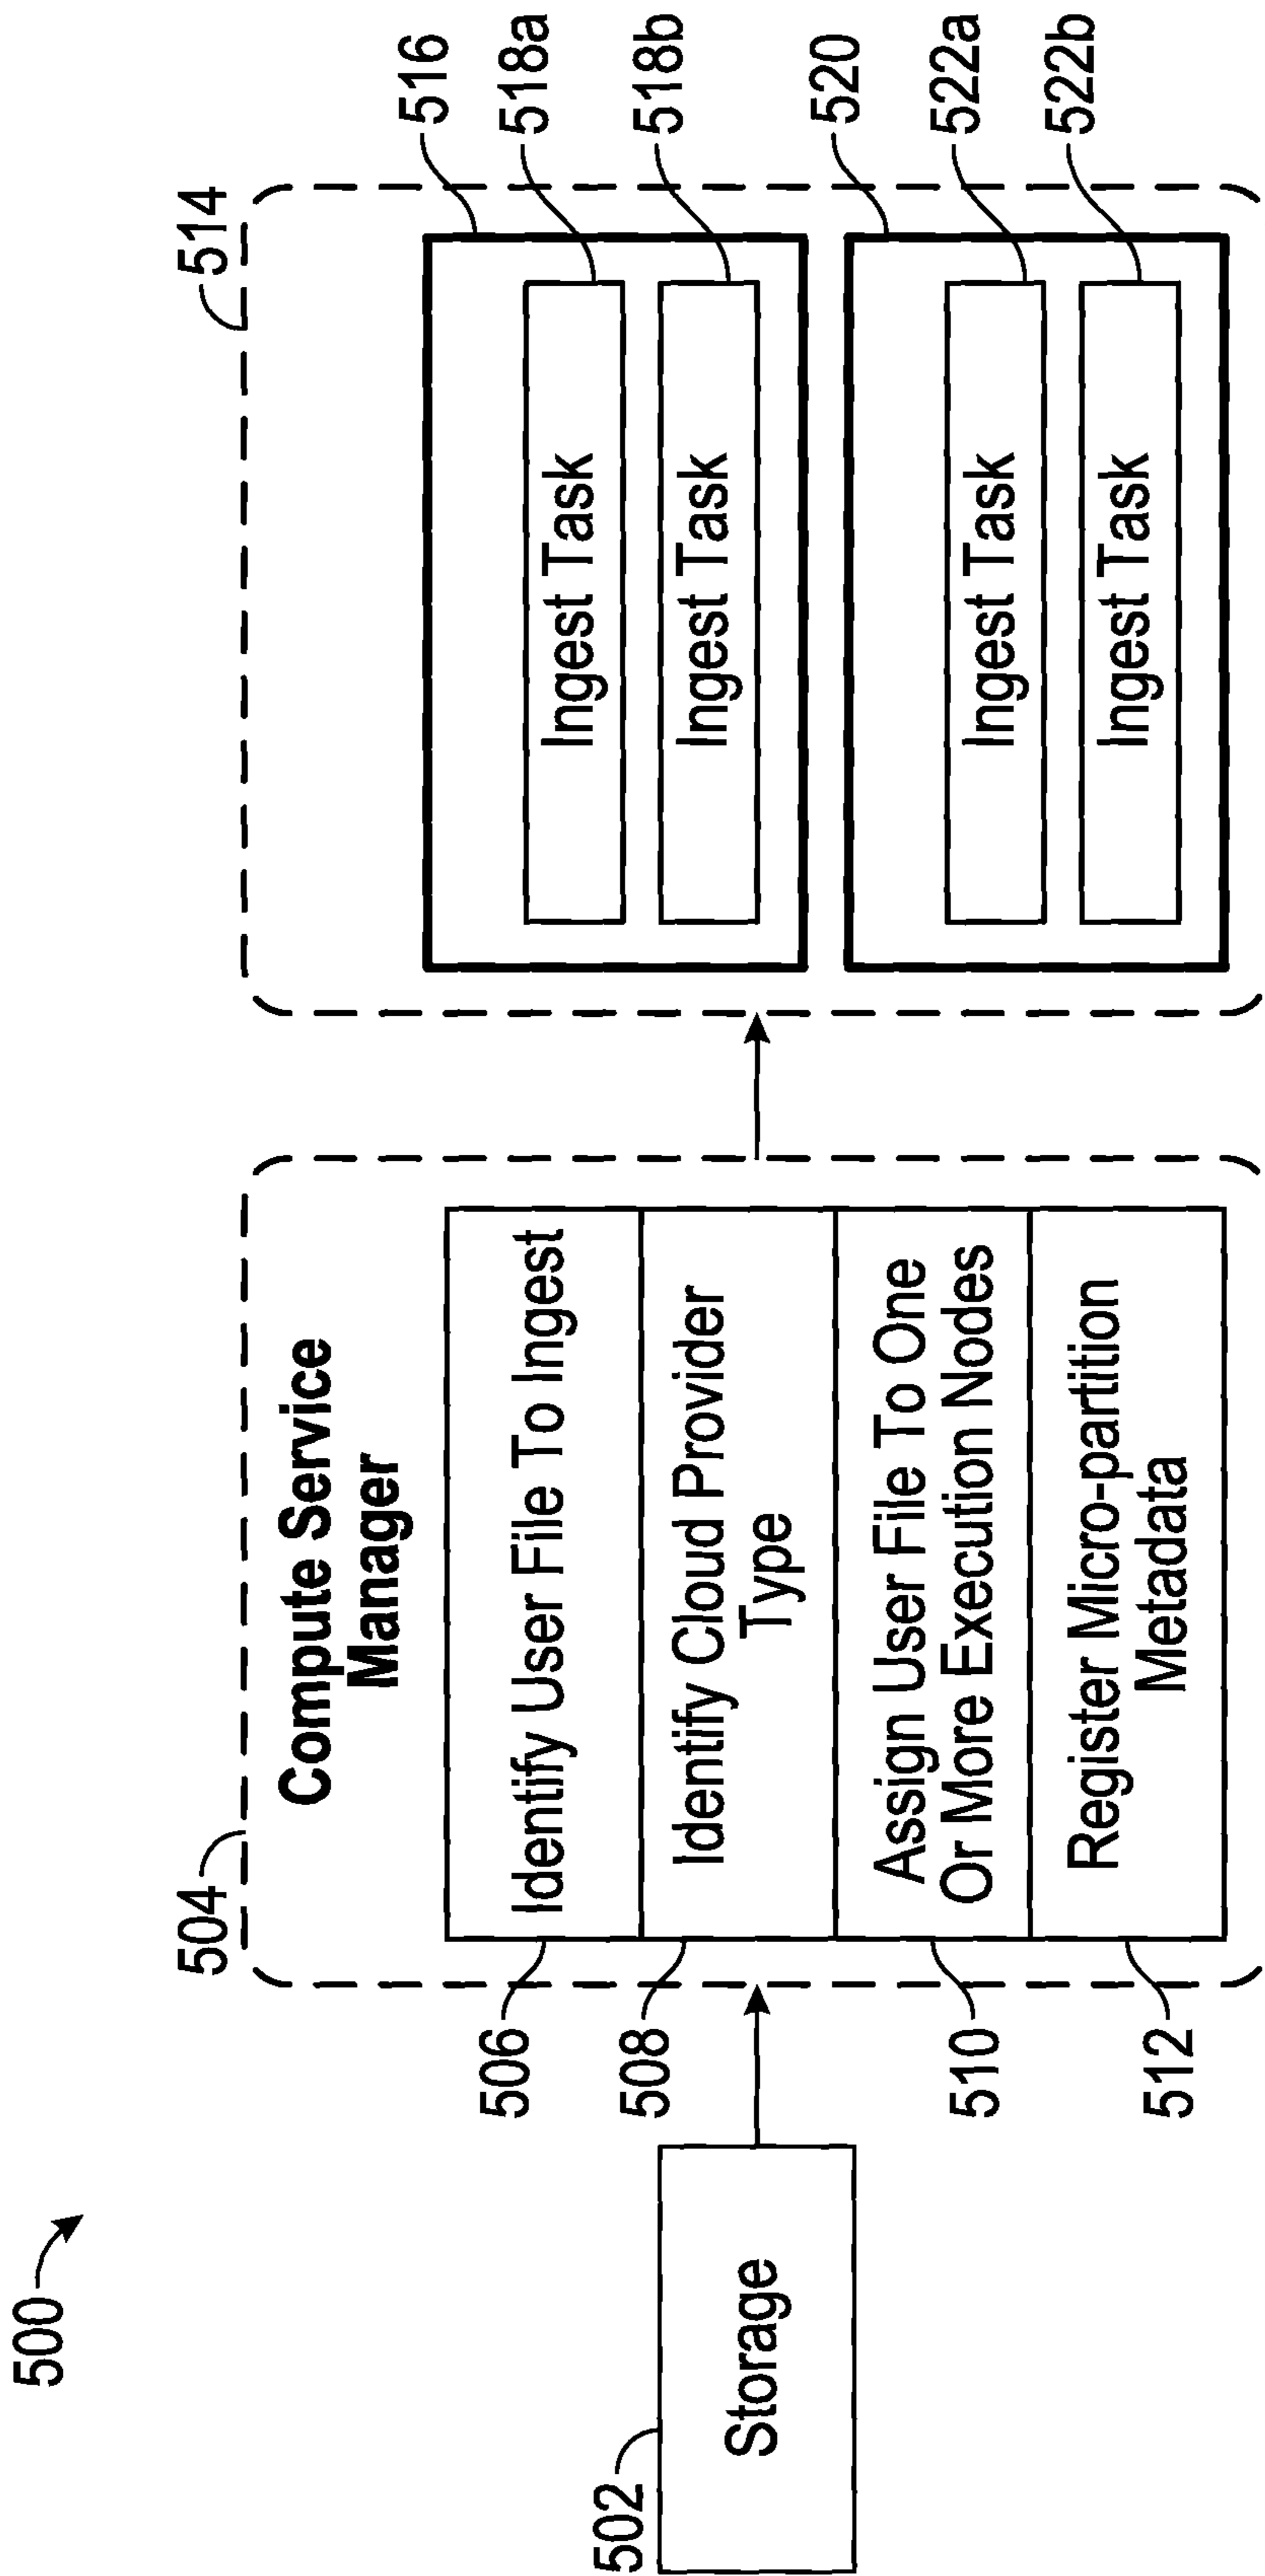 500
502
Storage
504
Compute Service
Manager
506
Identify User File To Ingest
508
Identify Cloud Provider
Type
510
Assign User File To One
Or More Execution Nodes
512
Register Micro-partition
Metadata
514
516
Ingest Task
518a
Ingest Task
518b
520
Ingest Task
522a
Ingest Task
522b